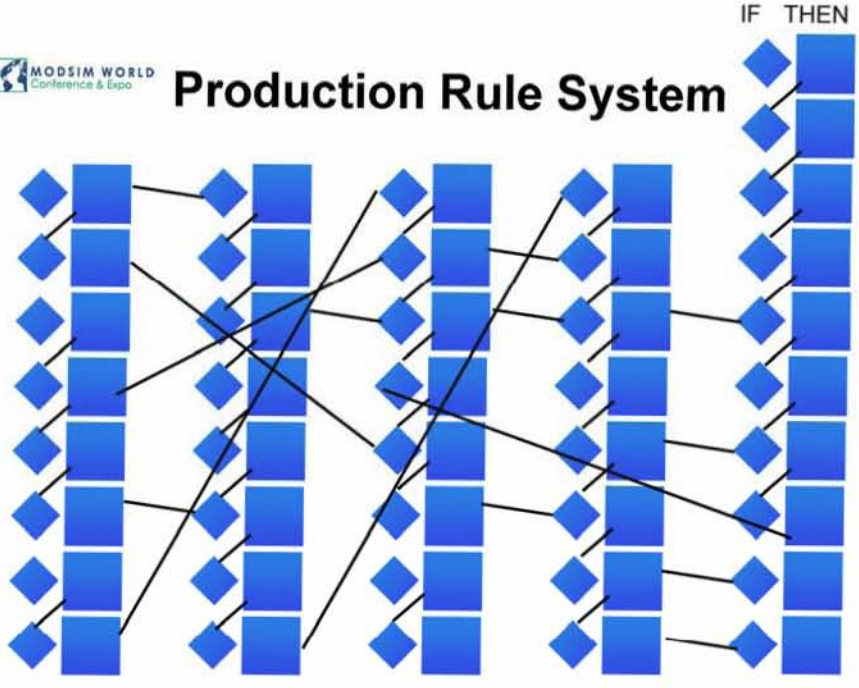 IF THEN
MODSIM WORLD
Conference & Expo
Production Rule System